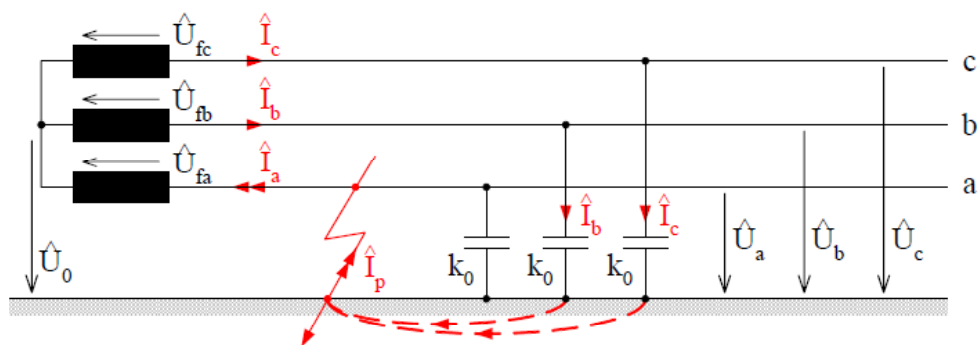 Û_fc Î_c c
Û_fb Î_b b
Û_fa Î_a a
Û_0 Î_p k_0 k_0 Î_b k_0 Î_c Û_a Û_b Û_c